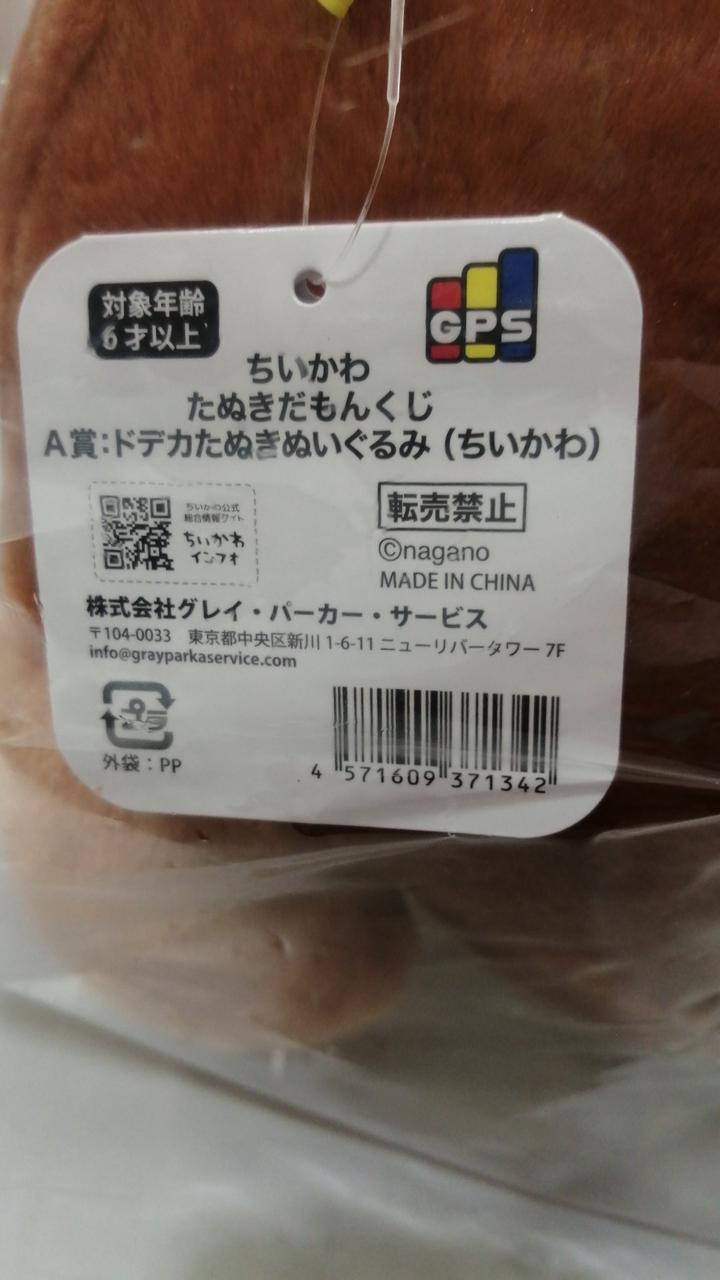 対象年齢
6才以上
GPS
ちいかわ
たぬきだもんくじ
A賞:ドデカたぬきぬいぐるみ (ちいかわ)
ちいかわ公式
総合情報サイト
ちいかわ
インフォ
転売禁止
©nagano
MADE IN CHINA
株式会社グレイ・パーカー・サービス
〒104-0033 東京都中央区新川 1-6-11 ニューリバータワー 7F
info@grayparkaservice.com
プラ
外袋:PP
4 571609 371342